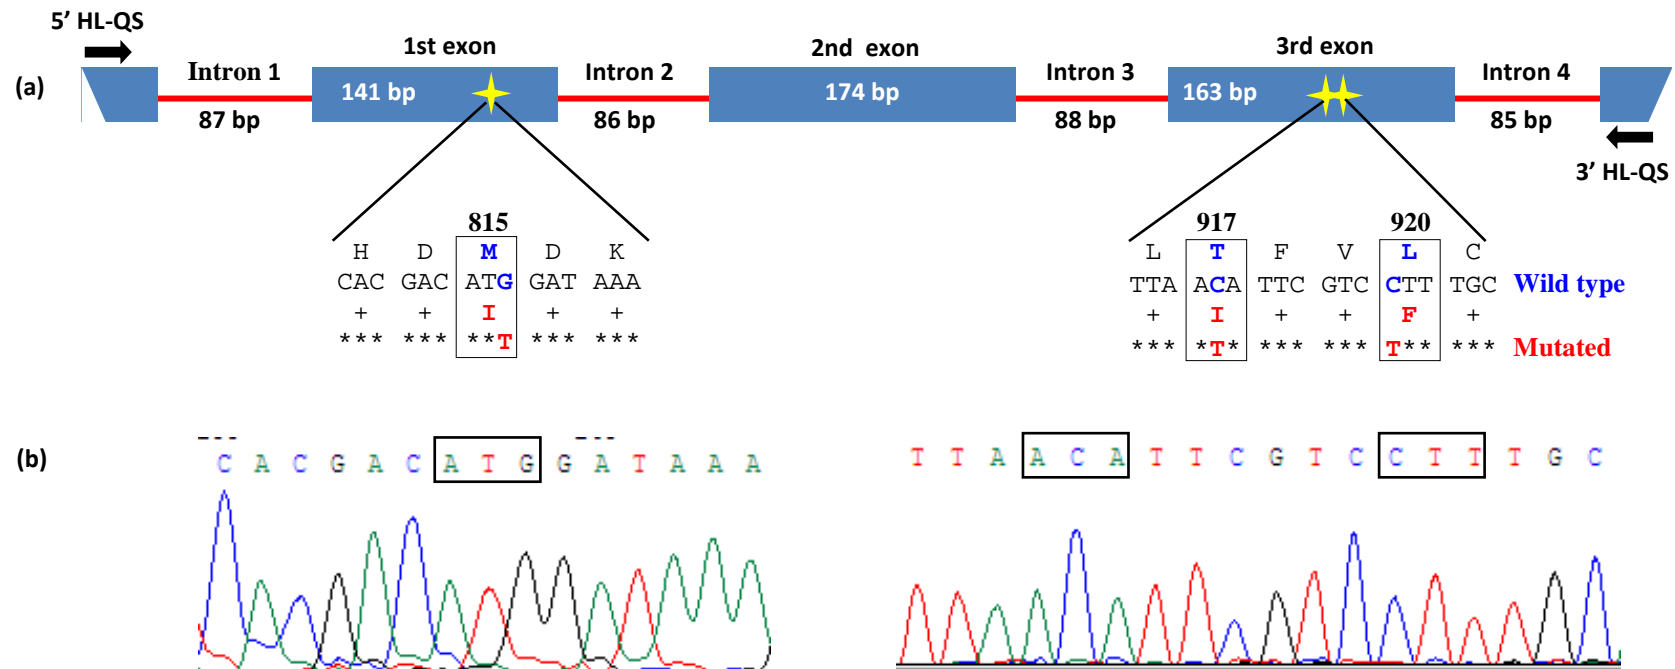 5’ HL-QS
(a)
Intron 1
1st exon
Intron 2
2nd exon
Intron 3
3rd exon
Intron 4
141 bp
174 bp
163 bp
87 bp
86 bp
88 bp
85 bp
3’ HL-QS
815
H D M D K
CAC GAC ATG GAT AAA
+ + I + +
*** *** **T *** ***
917 920
L T F V L C
TTA ACA TTC GTC CTT TGC Wild type
+ I + + F +
*** *T* *** *** T** *** Mutated
(b)
C A C G A C A T G G A T A A A
T T A A C A T T C G T C C T T T G C